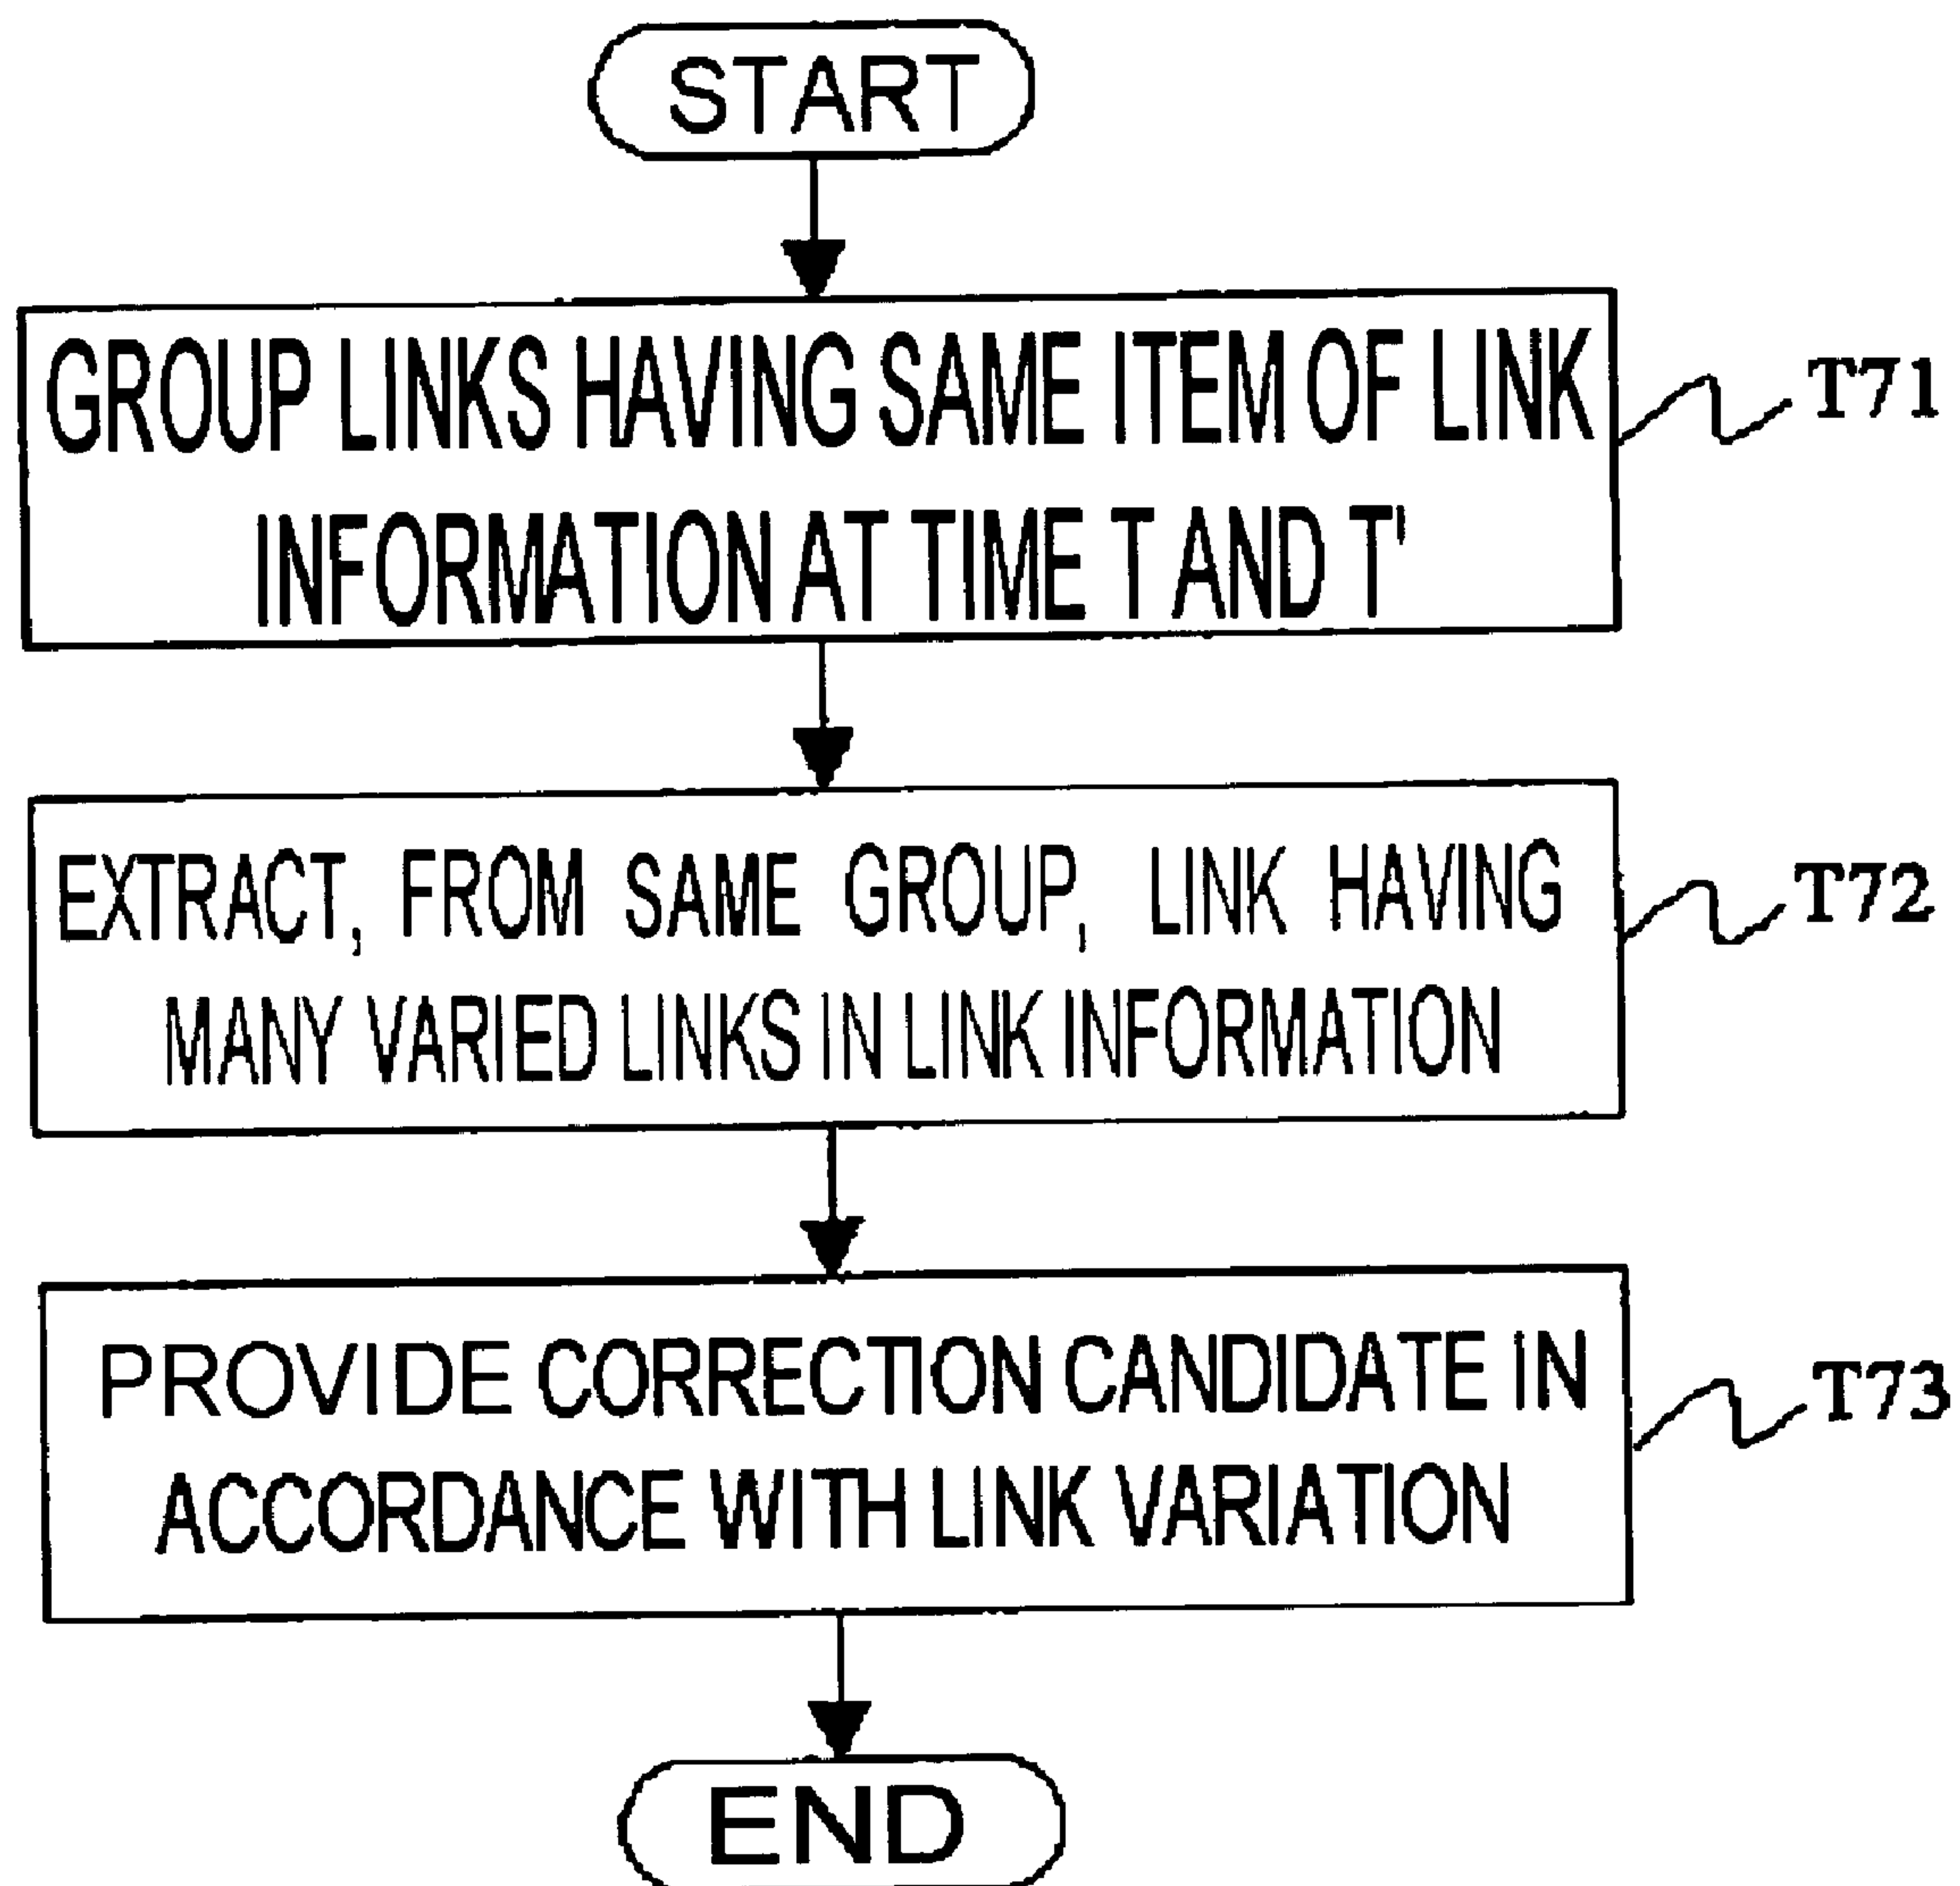 START
GROUP LINKS HAVING SAME ITEM OF LINK
INFORMATION AT TIME T AND T'
T71
EXTRACT, FROM SAME GROUP, LINK HAVING
MANY VARIED LINKS IN LINK INFORMATION
T72
PROVIDE CORRECTION CANDIDATE IN
ACCORDANCE WITH LINK VARIATION
T73
END